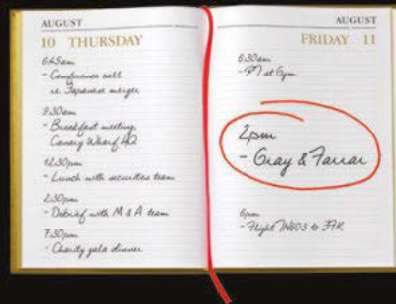 AUGUST
10 THURSDAY
6:45am
- Conference call
re Japanese merger
9:30am
- Breakfast meeting,
Canary Wharf HQ
12:30pm
- Lunch with securities team
2:30pm
- Debrief with M & A team
7:30pm
- Charity gala dinner
AUGUST
FRIDAY 11
6:30am
- PT at Gym
2pm
- Gray & Farrar
6pm
- Flight to JFK